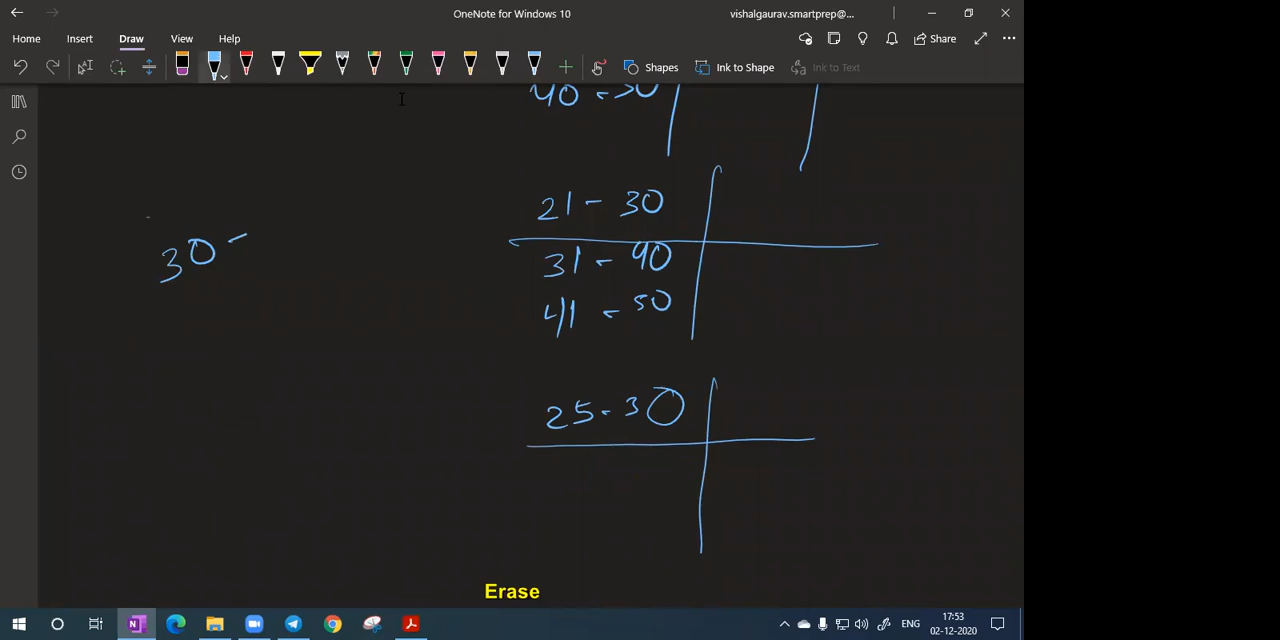 OneNote for Windows 10
vishalgaurav.smartprep@...
Home Insert Draw View Help
Share
Shapes Ink to Shape Ink to Text
40 - 50
21 - 30
30 -
31 - 40
41 - 50
25 - 30
Erase
ENG
17:53
02-12-2020